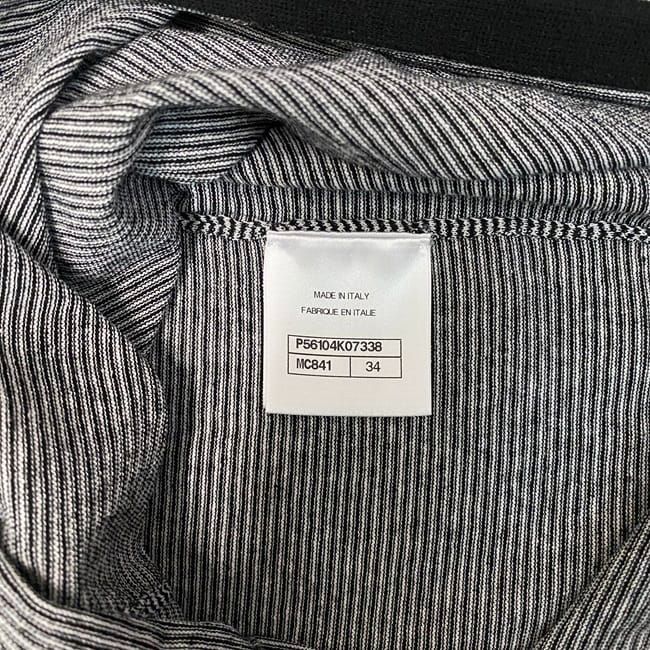 MADE IN ITALY
FABRIQUE EN ITALIE
P56104K07338
MC841 34